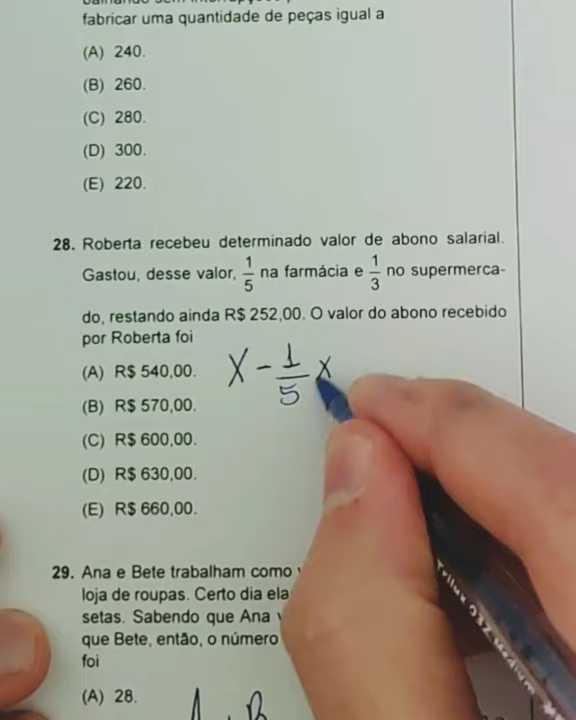 fabricar uma quantidade de peças igual a
(A) 240.
(B) 260.
(C) 280.
(D) 300.
(E) 220.
28. Roberta recebeu determinado valor de abono salarial.
Gastou, desse valor, 1/5 na farmácia e 1/3 no supermerca-
do, restando ainda R$ 252,00. O valor do abono recebido
por Roberta foi
(A) R$ 540,00.
(B) R$ 570,00.
(C) R$ 600,00.
(D) R$ 630,00.
(E) R$ 660,00.
X - 1/5 X
29. Ana e Bete trabalham como
loja de roupas. Certo dia ela
setas. Sabendo que Ana
que Bete, então, o número
foi
(A) 28.
Trilux 032 Medium